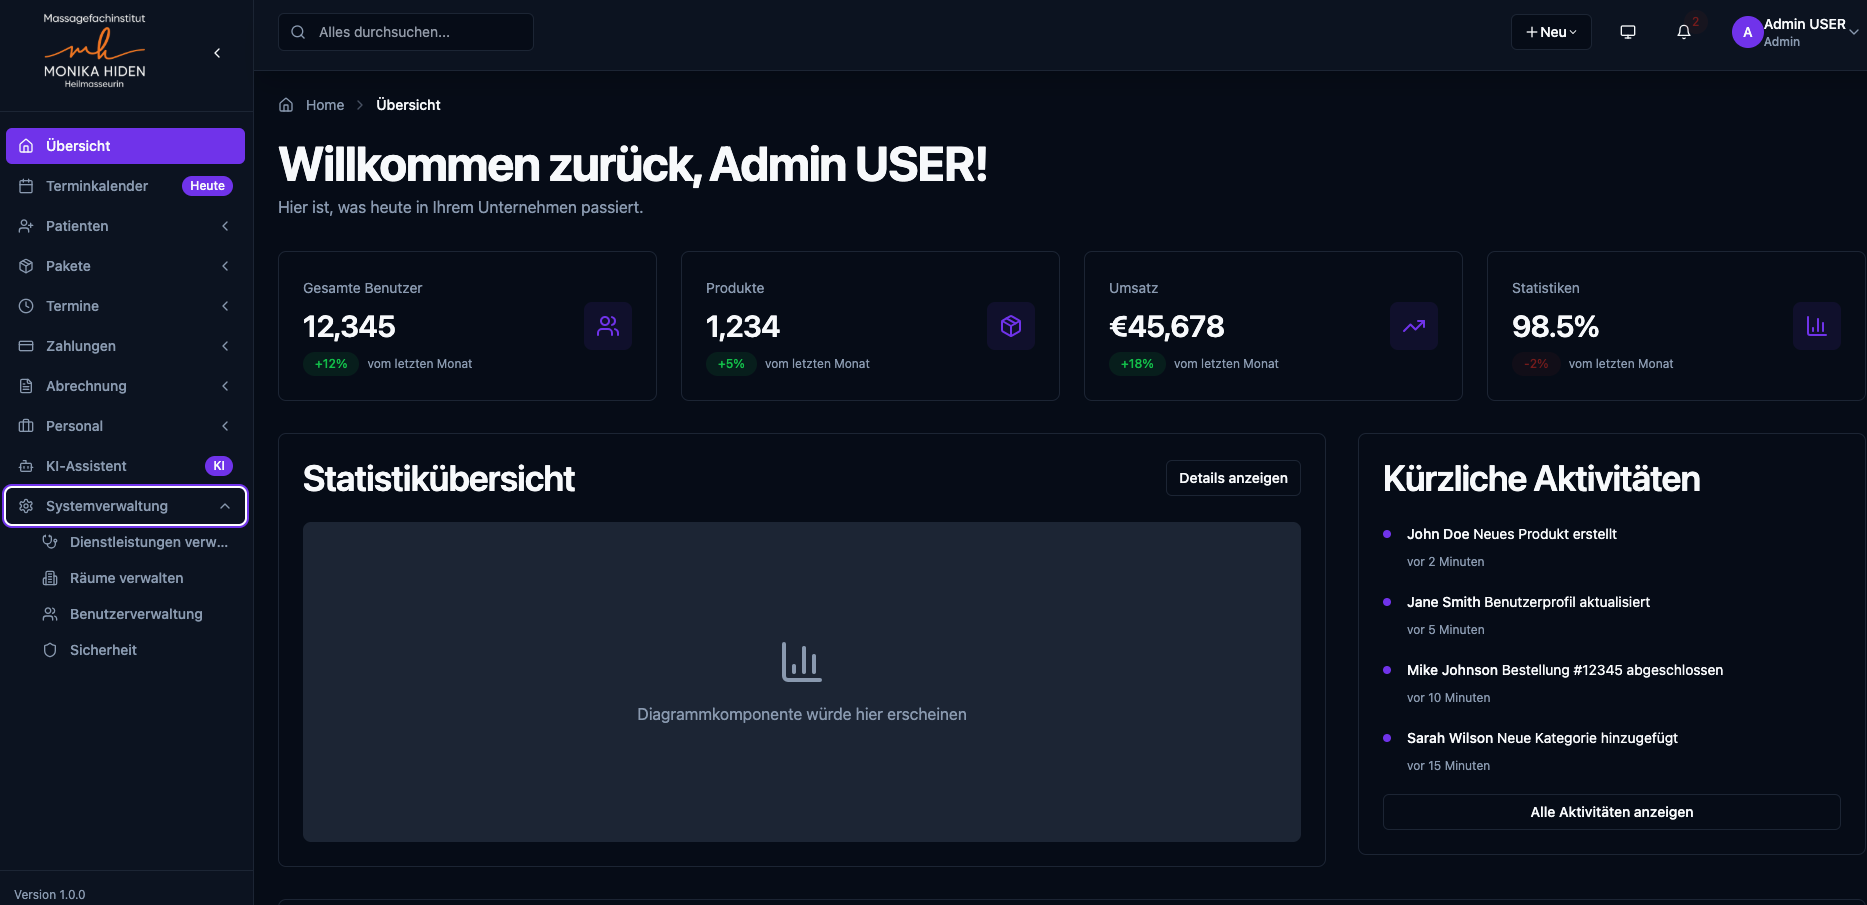 Massagefachinstitut
mh
MONIKA HIDEN
Heilmasseurin
Alles durchsuchen...
Neu
2
A
Admin USER
Admin
Home
Übersicht
Übersicht
Terminkalender
Heute
Patienten
Pakete
Termine
Zahlungen
Abrechnung
Personal
KI-Assistent
KI
Systemverwaltung
Dienstleistungen verw...
Räume verwalten
Benutzerverwaltung
Sicherheit
Version 1.0.0
Willkommen zurück, Admin USER!
Hier ist, was heute in Ihrem Unternehmen passiert.
Gesamte Benutzer
12,345
+12% vom letzten Monat
Produkte
1,234
+5% vom letzten Monat
Umsatz
€45,678
+18% vom letzten Monat
Statistiken
98.5%
-2% vom letzten Monat
Statistikübersicht
Details anzeigen
Diagrammkomponente würde hier erscheinen
Kürzliche Aktivitäten
John Doe Neues Produkt erstellt
vor 2 Minuten
Jane Smith Benutzerprofil aktualisiert
vor 5 Minuten
Mike Johnson Bestellung #12345 abgeschlossen
vor 10 Minuten
Sarah Wilson Neue Kategorie hinzugefügt
vor 15 Minuten
Alle Aktivitäten anzeigen